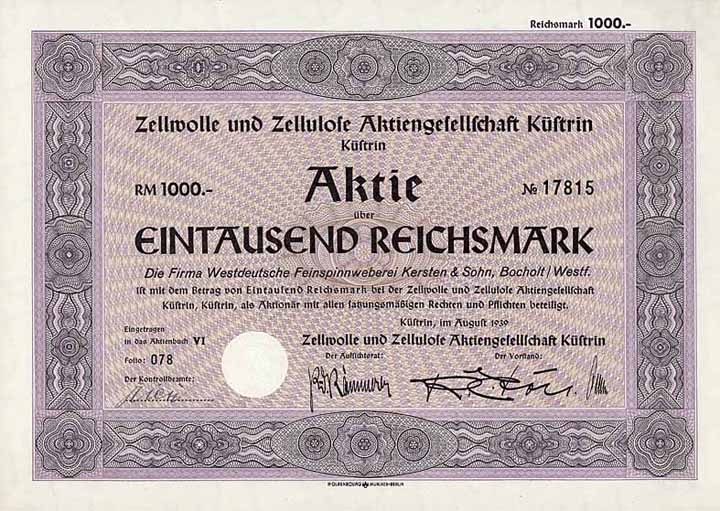 Reichsmark 1000.-
Zellwolle und Zellulose Aktiengesellschaft Küstrin
Küstrin
RM 1000.- Aktie № 17815
über
EINTAUSEND REICHSMARK
Die Firma Westdeutsche Feinspinnweberei Kersten & Sohn, Bocholt/Westf.
ist mit dem Betrag von Eintausend Reichsmark bei der Zellwolle und Zellulose Aktiengesellschaft
Küstrin, Küstrin, als Aktionär mit allen satzungsmäßigen Rechten und Pflichten beteiligt.
Küstrin, im August 1939
Eingetragen
in das Aktienbuch VI
Zellwolle und Zellulose Aktiengesellschaft Küstrin
Folio: 078
Der Aufsichtsrat: Der Vorstand:
Der Kontrollbeamte: